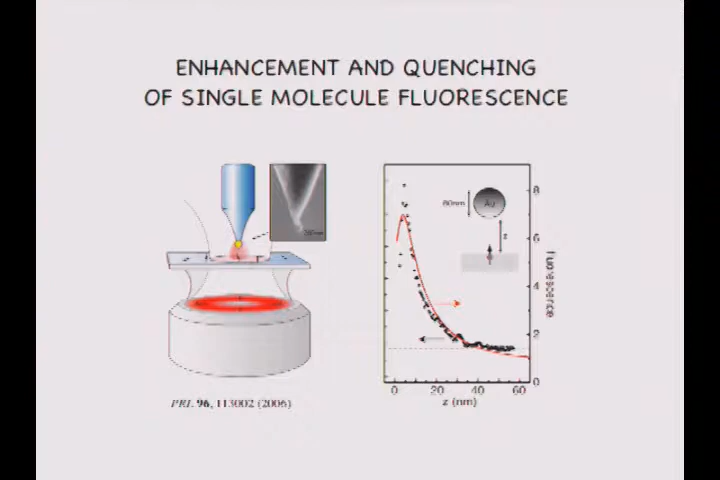 ENHANCEMENT AND QUENCHING
OF SINGLE MOLECULE FLUORESCENCE
8
80nm
Au
z
6
4
2
0
Fluorescence
0 20 40 60
z (nm)
PRL 96, 113002 (2006)